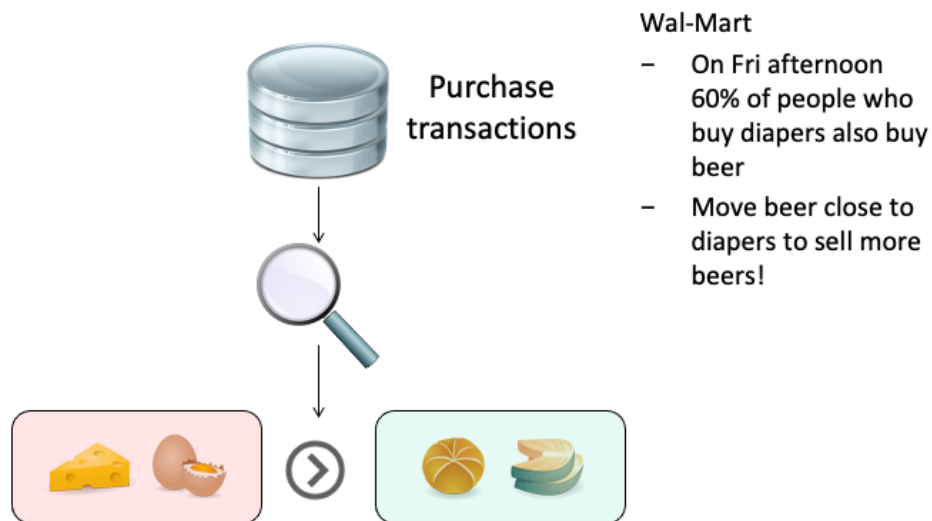 Purchase
transactions
Wal-Mart
– On Fri afternoon
60% of people who
buy diapers also buy
beer
– Move beer close to
diapers to sell more
beers!